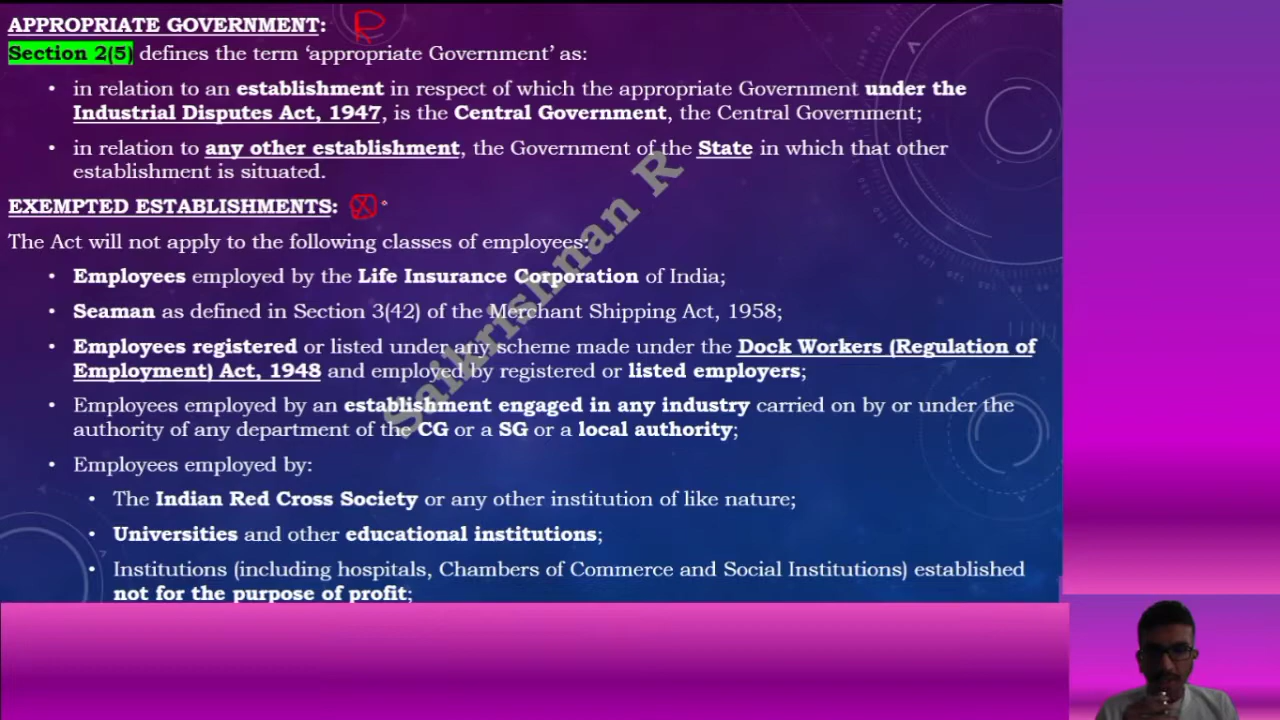 APPROPRIATE GOVERNMENT: R
Section 2(5) defines the term ‘appropriate Government’ as:
• in relation to an establishment in respect of which the appropriate Government under the
Industrial Disputes Act, 1947, is the Central Government, the Central Government;
• in relation to any other establishment, the Government of the State in which that other
establishment is situated.
EXEMPTED ESTABLISHMENTS:
The Act will not apply to the following classes of employees:
• Employees employed by the Life Insurance Corporation of India;
• Seaman as defined in Section 3(42) of the Merchant Shipping Act, 1958;
• Employees registered or listed under any scheme made under the Dock Workers (Regulation of
Employment) Act, 1948 and employed by registered or listed employers;
• Employees employed by an establishment engaged in any industry carried on by or under the
authority of any department of the CG or a SG or a local authority;
• Employees employed by:
• The Indian Red Cross Society or any other institution of like nature;
• Universities and other educational institutions;
• Institutions (including hospitals, Chambers of Commerce and Social Institutions) established
not for the purpose of profit;
Saikrishnan R